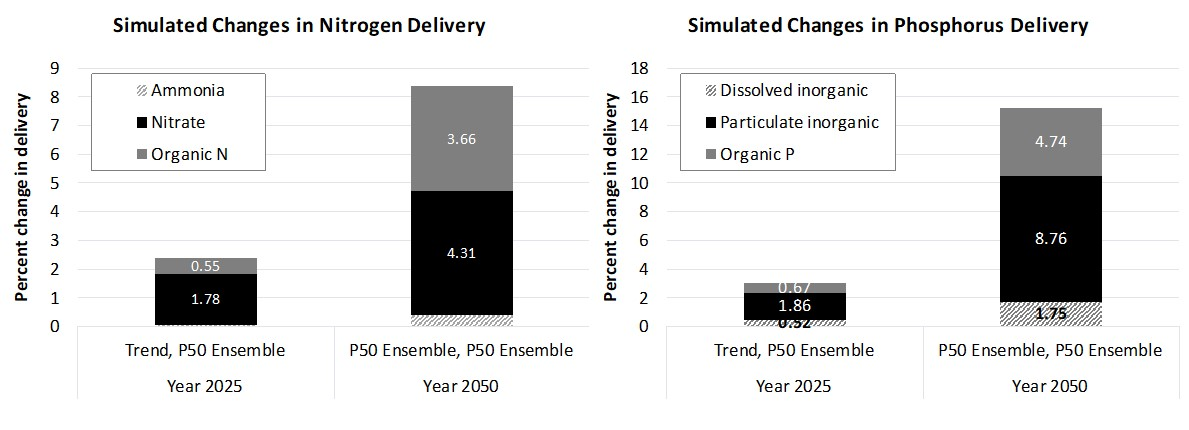 Simulated Changes in Nitrogen Delivery
Percent change in delivery
9
8
7
6
5
4
3
2
1
0
Ammonia
Nitrate
Organic N
0.55
1.78
3.66
4.31
Trend, P50 Ensemble
P50 Ensemble, P50 Ensemble
Year 2025
Year 2050
Simulated Changes in Phosphorus Delivery
Percent change in delivery
18
16
14
12
10
8
6
4
2
0
Dissolved inorganic
Particulate inorganic
Organic P
0.67
1.86
0.52
4.74
8.76
1.75
Trend, P50 Ensemble
P50 Ensemble, P50 Ensemble
Year 2025
Year 2050